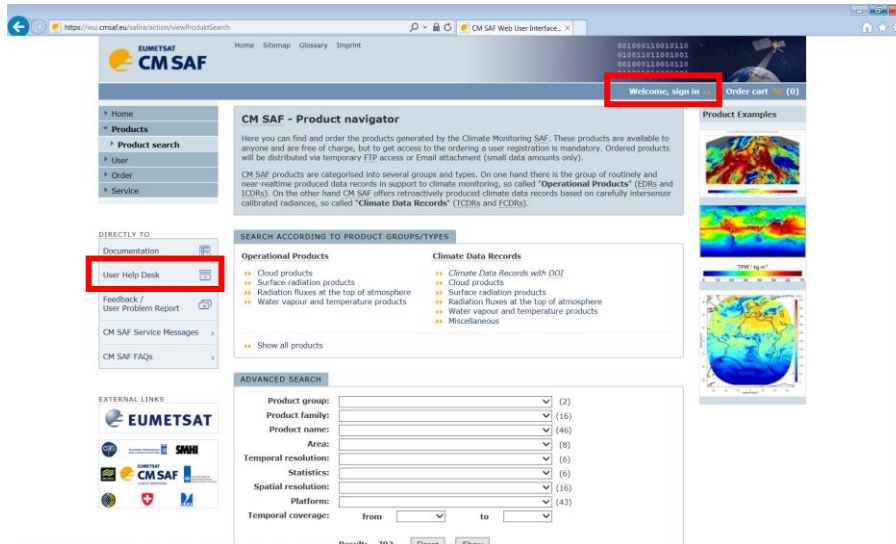 https://wui.cmsaf.eu/safira/action/viewProduktSearch
CM SAF Web User Interface...
EUMETSAT
CM SAF
Home Sitemap Glossary Imprint
001000110010110
010011011001001
001000110010110
Welcome, sign in
Order cart (0)
Home
Products
Product search
User
Order
Service
DIRECTLY TO
Documentation
User Help Desk
Feedback /
User Problem Report
CM SAF Service Messages
CM SAF FAQs
EXTERNAL LINKS
EUMETSAT
SMHI
EUMETSAT
CM SAF
CM SAF - Product navigator
Here you can find and order the products generated by the Climate Monitoring SAF. These products are available to
anyone and are free of charge, but to get access to the ordering a user registration is mandatory. Ordered products
will be distributed via temporary FTP access or Email attachment (small data amounts only).
CM SAF products are categorised into several groups and types. On one hand there is the group of routinely and
near-realtime produced data records in support to climate monitoring, so called "Operational Products" (EDRs and
ICDRs). On the other hand CM SAF offers retroactively produced climate data records based on carefully intersensor
calibrated radiances, so called "Climate Data Records" (TCDRs and FCDRs).
SEARCH ACCORDING TO PRODUCT GROUPS/TYPES
Operational Products
Cloud products
Surface radiation products
Radiation fluxes at the top of atmosphere
Water vapour and temperature products
Climate Data Records
Climate Data Records with DOI
Cloud products
Surface radiation products
Radiation fluxes at the top of atmosphere
Water vapour and temperature products
Miscellaneous
Show all products
ADVANCED SEARCH
Product group: (2)
Product family: (16)
Product name: (46)
Area: (8)
Temporal resolution: (6)
Statistics: (6)
Spatial resolution: (16)
Platform: (43)
Temporal coverage: from to
Results 792 Reset Show
Product Examples
TPW / kg m⁻²